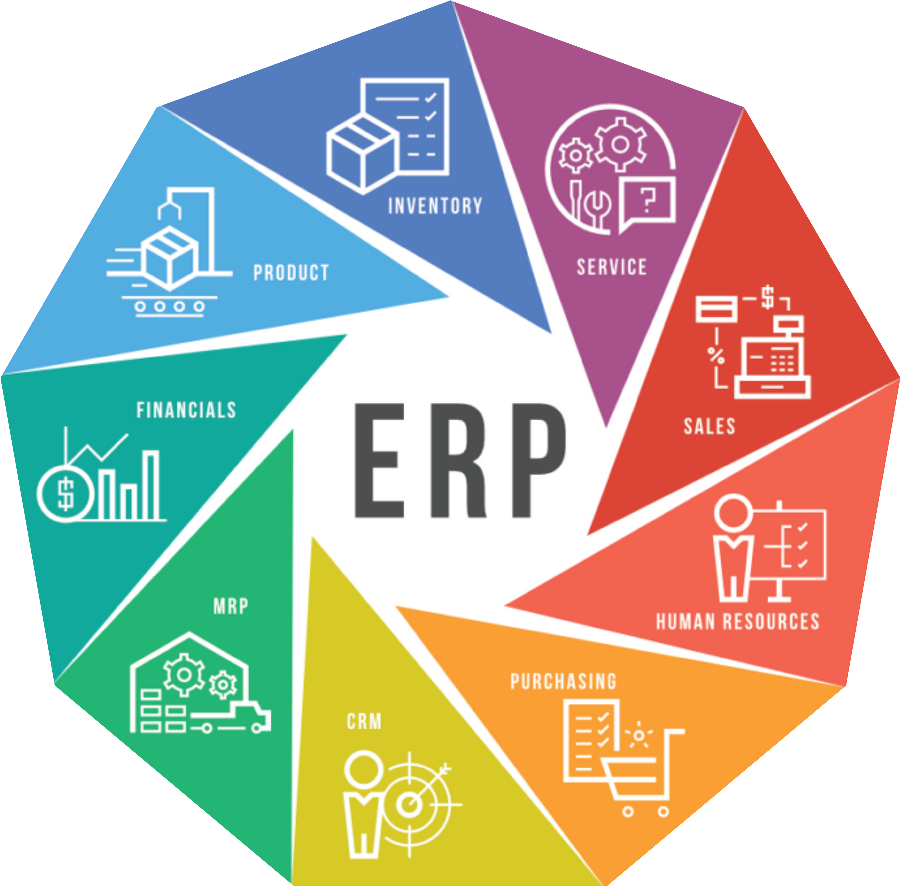 INVENTORY
SERVICE
PRODUCT
$
?
SALES
%
FINANCIALS
$
ERP
HUMAN RESOURCES
MRP
PURCHASING
CRM